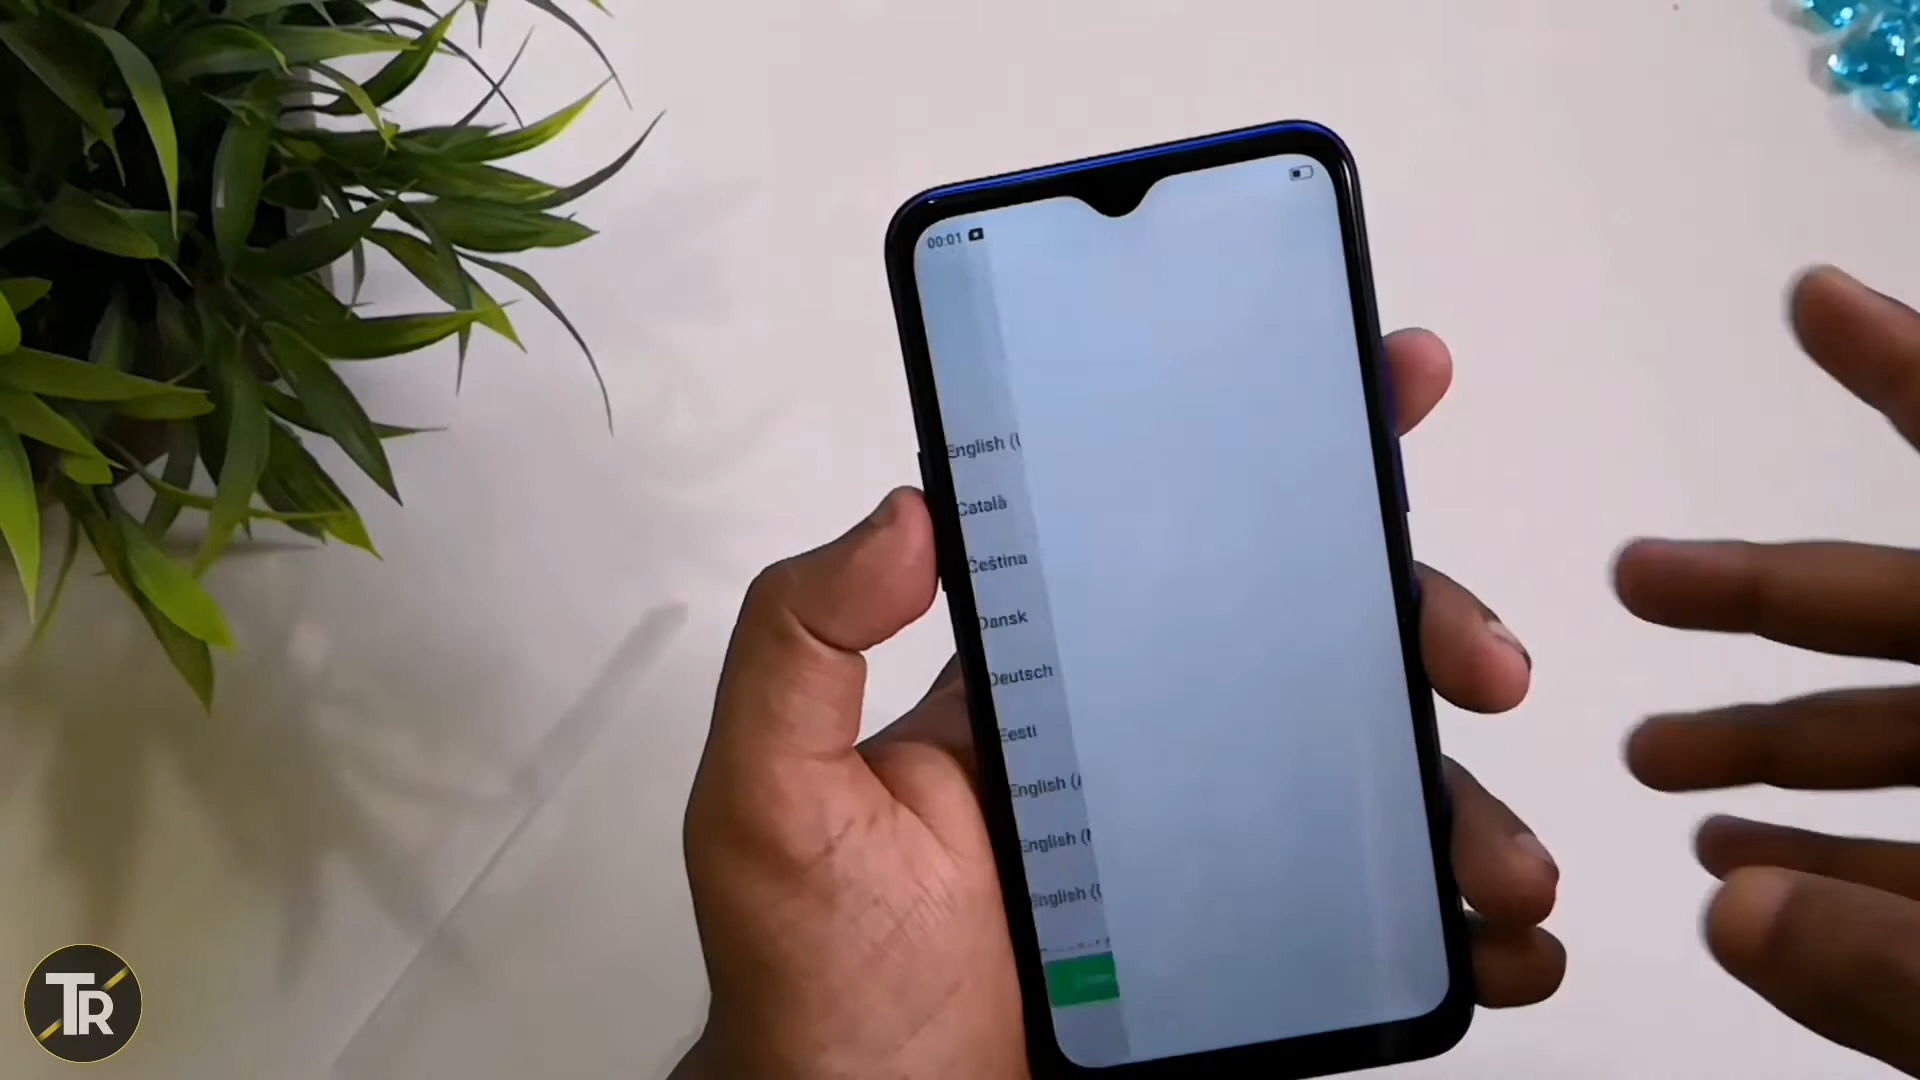 00:01
English (
Català
Čeština
Dansk
Deutsch
Eesti
English (
English (
English (
TR